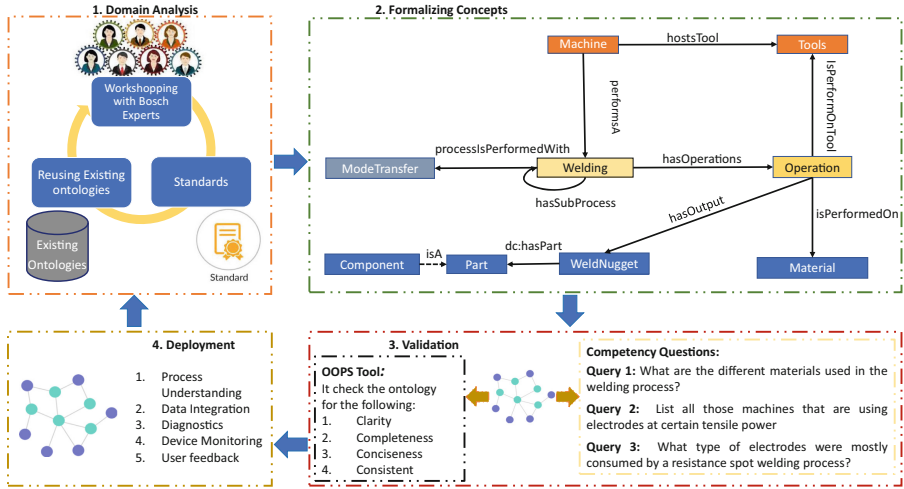 1. Domain Analysis
Workshopping
with Bosch
Experts
Reusing Existing
ontologies
Standards
Existing
Ontologies
Standard
2. Formalizing Concepts
Machine
hostsTool
Tools
performsA
IsPerformOnTool
ModeTransfer
processIsPerformedWith
Welding
hasOperations
Operation
hasSubProcess
hasOutput
isPerformedOn
Component
isA
Part
dc:hasPart
WeldNugget
Material
4. Deployment
1. Process
Understanding
2. Data Integration
3. Diagnostics
4. Device Monitoring
5. User feedback
3. Validation
OOPS Tool:
It check the ontology
for the following:
1. Clarity
2. Completeness
3. Conciseness
4. Consistent
Competency Questions:
Query 1: What are the different materials used in the
welding process?
Query 2: List all those machines that are using
electrodes at certain tensile power
Query 3: What type of electrodes were mostly
consumed by a resistance spot welding process?